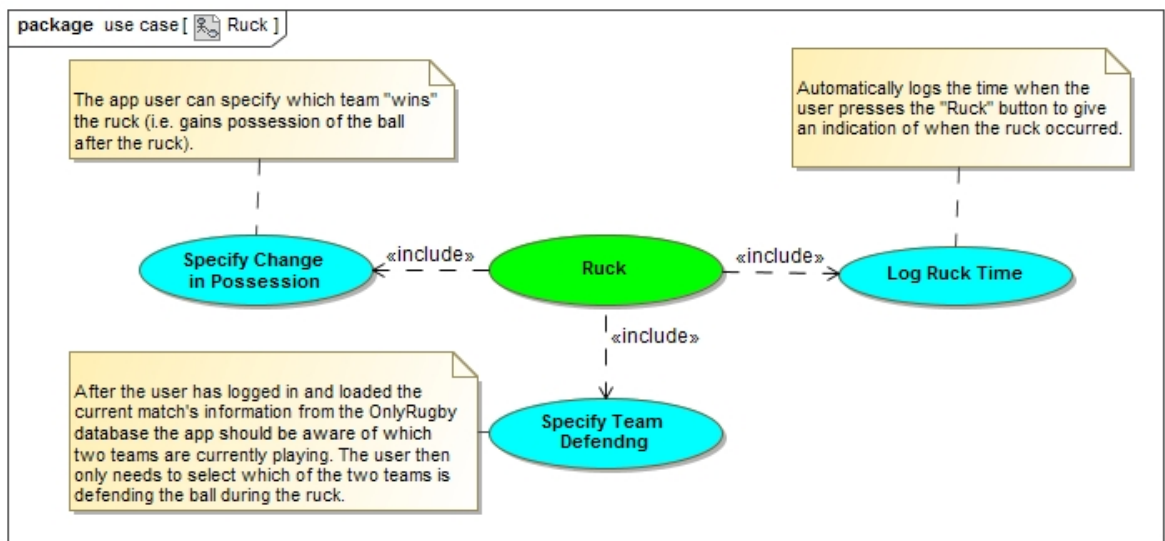 package use case [ Ruck ]
The app user can specify which team "wins"
the ruck (i.e. gains possession of the ball
after the ruck).
Automatically logs the time when the
user presses the "Ruck" button to give
an indication of when the ruck occurred.
Specify Change
in Possession
«include»
Ruck
«include»
Log Ruck Time
«include»
After the user has logged in and loaded the
current match's information from the OnlyRugby
database the app should be aware of which
two teams are currently playing. The user then
only needs to select which of the two teams is
defending the ball during the ruck.
Specify Team
Defendng